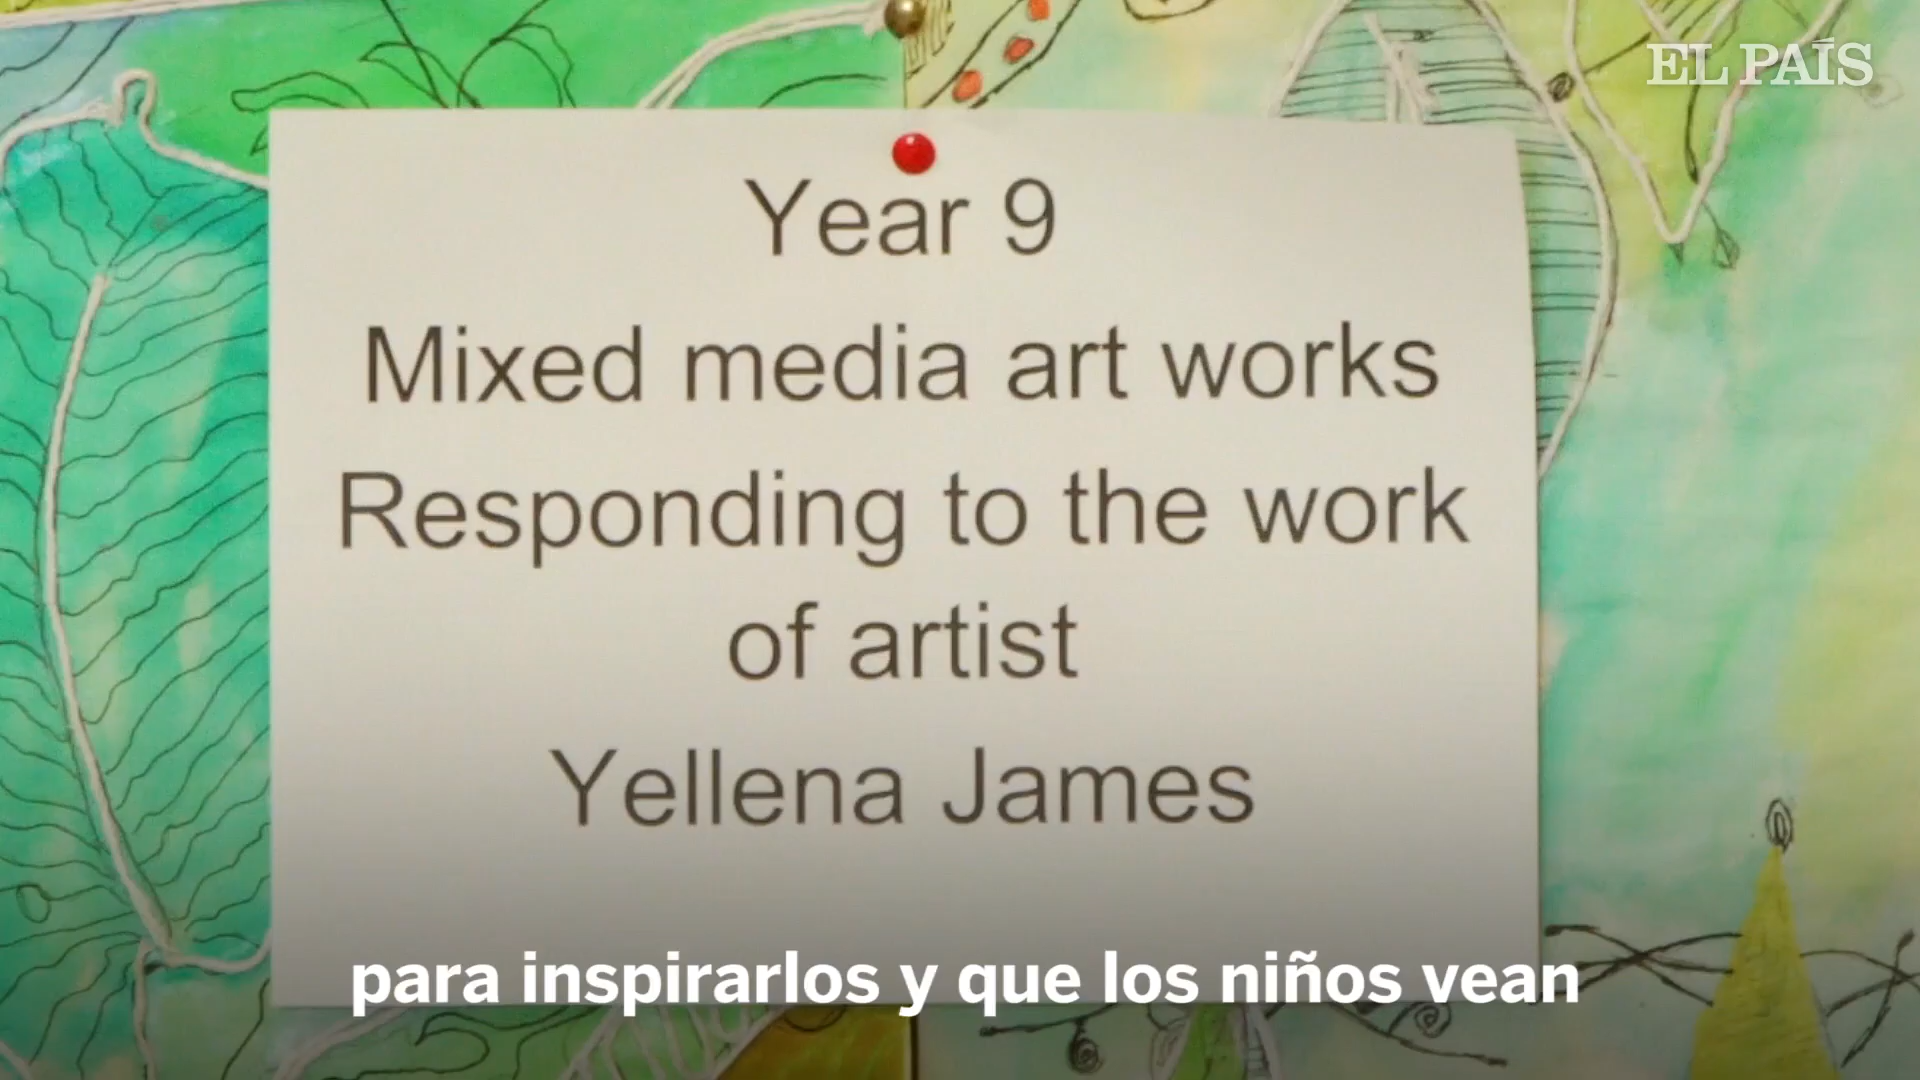 EL PAÍS
Year 9
Mixed media art works
Responding to the work
of artist
Yellena James
para inspirarlos y que los niños vean